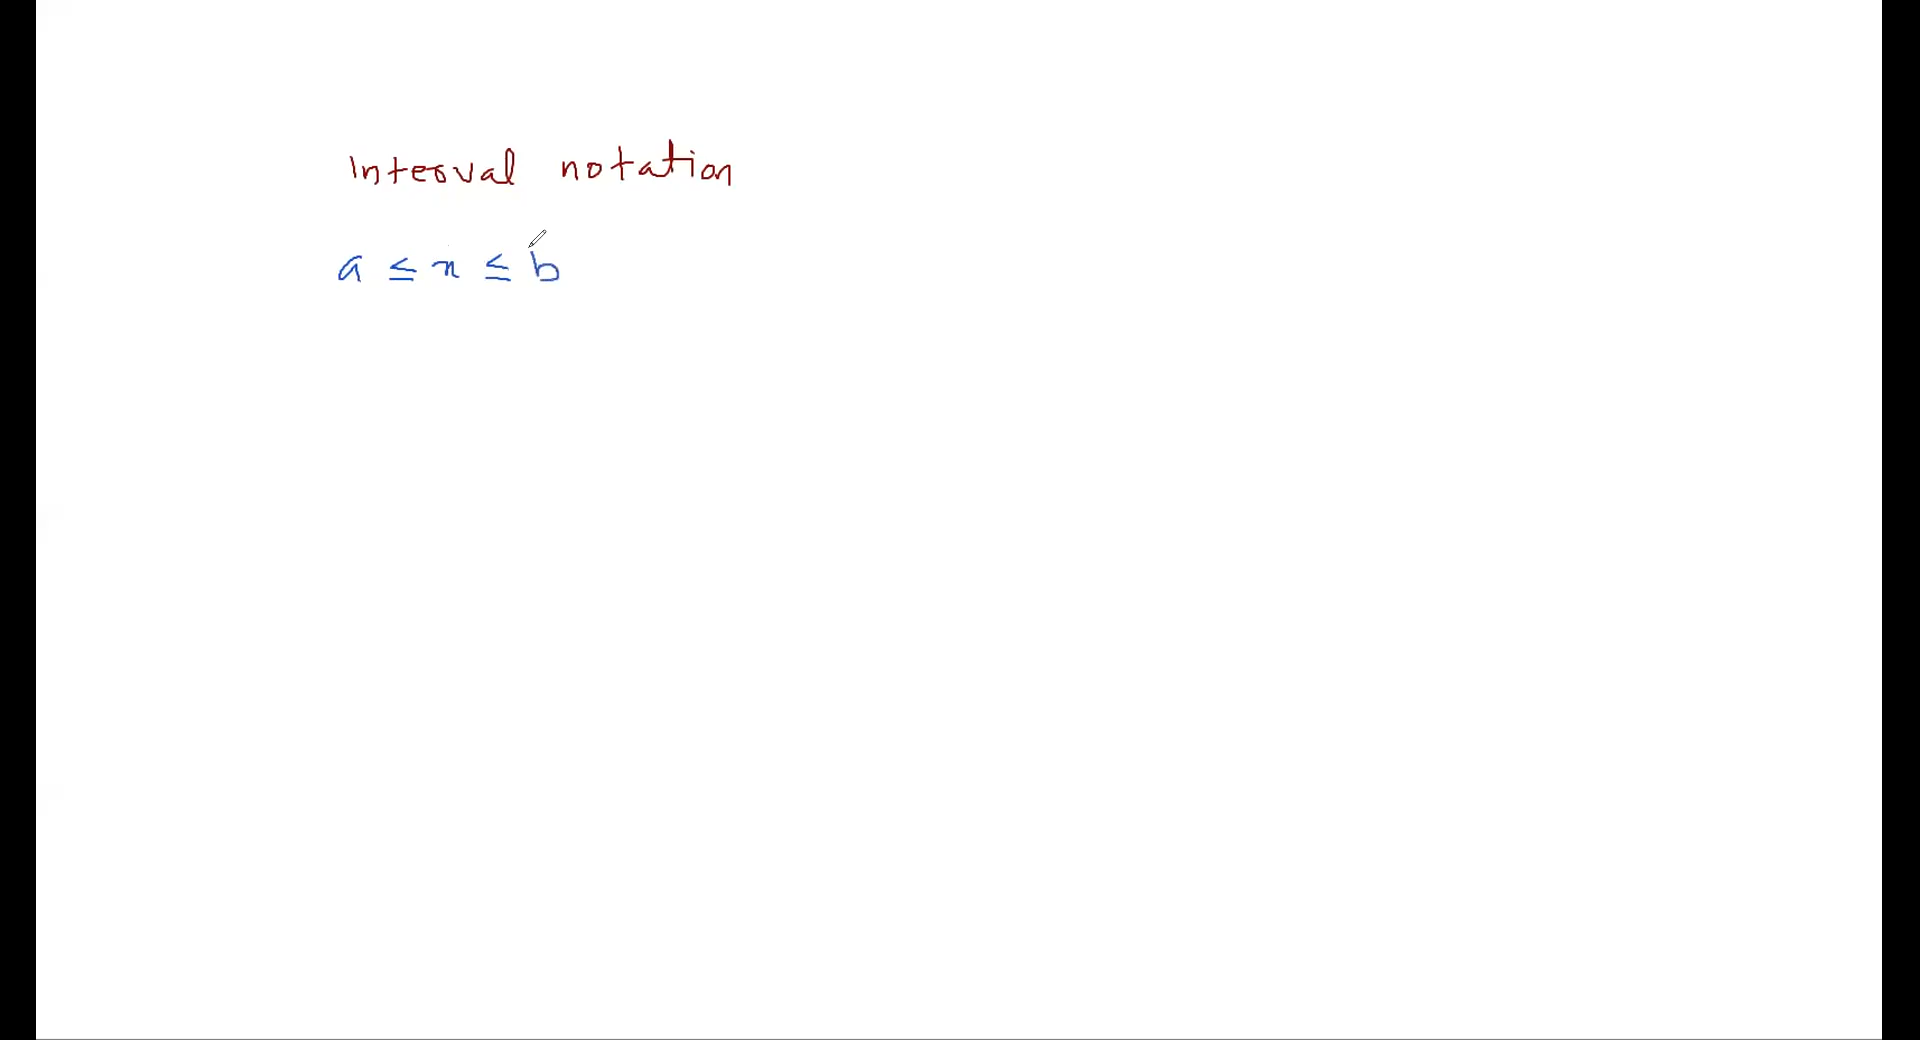 Interval notation
a ≤ x ≤ b